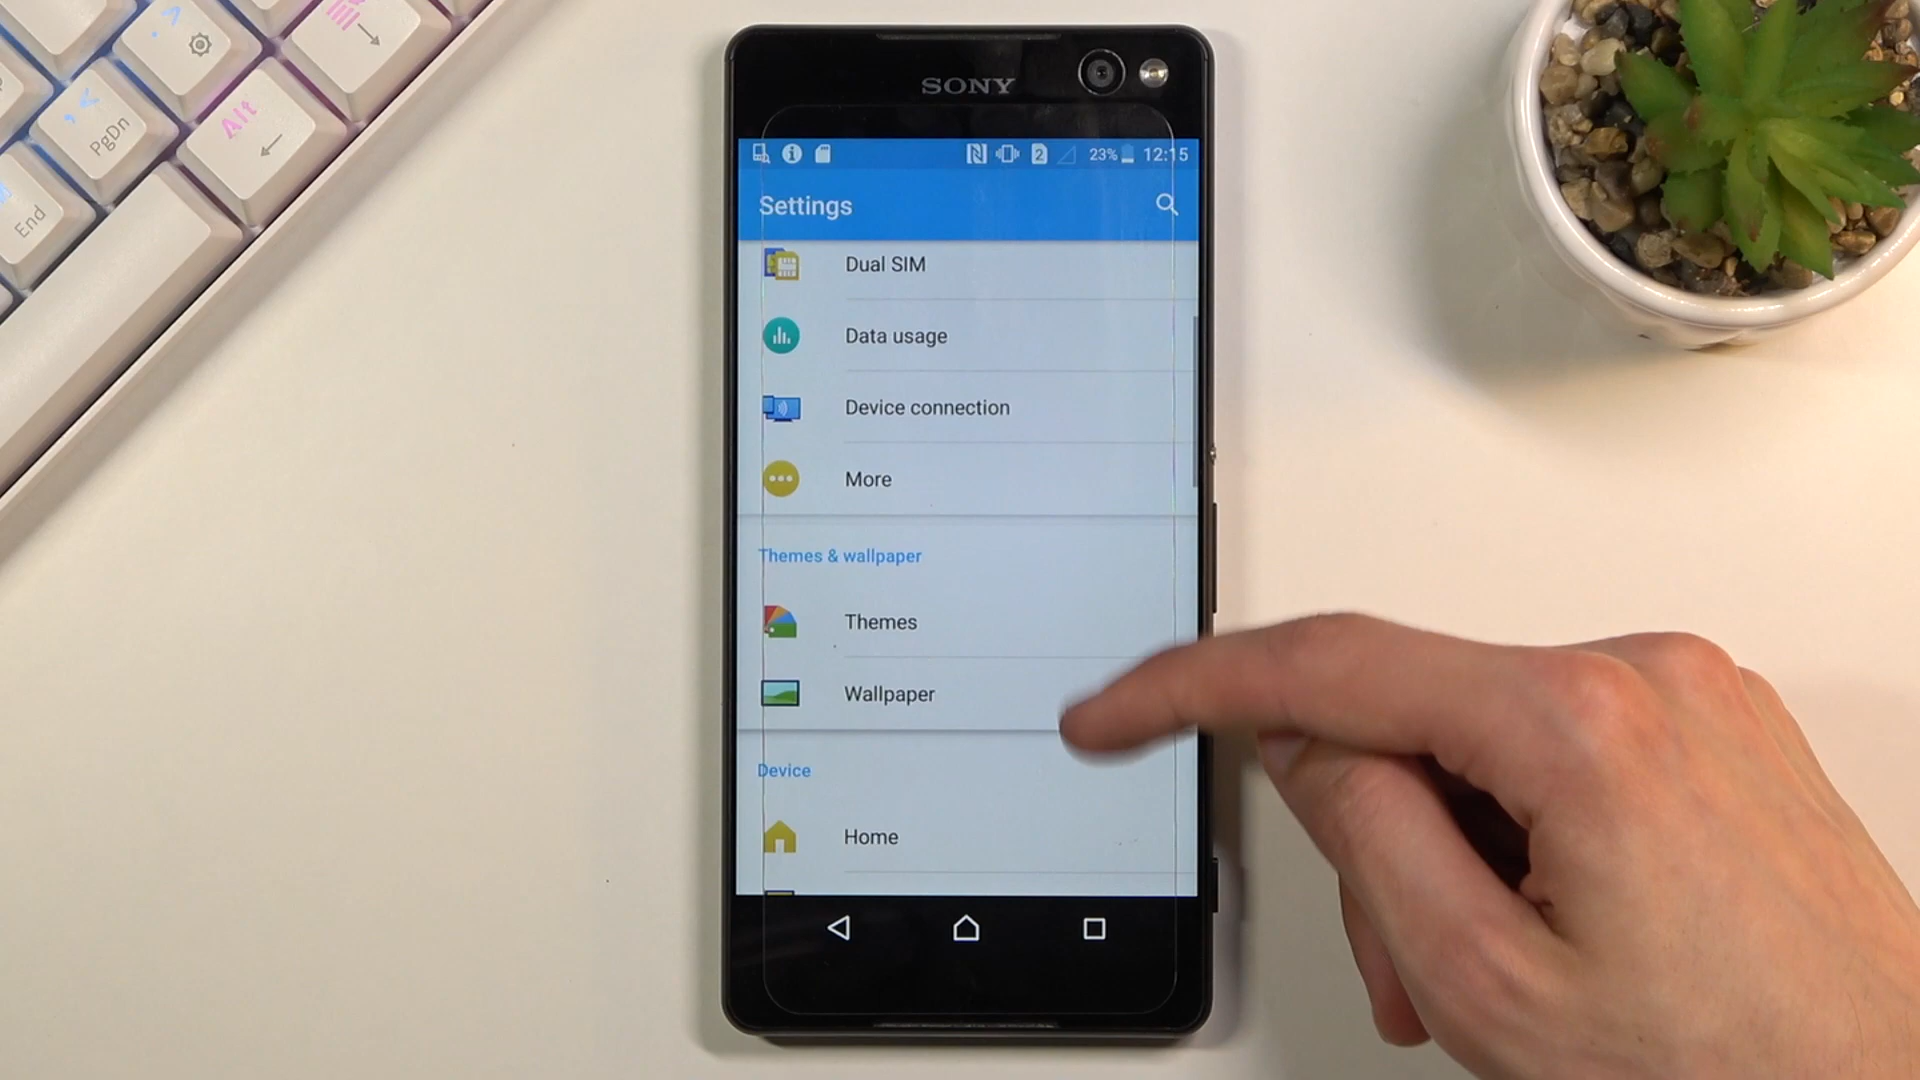 PgDn
Alt
End
SONY
2 23% 12:15
Settings
Dual SIM
Data usage
Device connection
More
Themes & wallpaper
Themes
Wallpaper
Device
Home